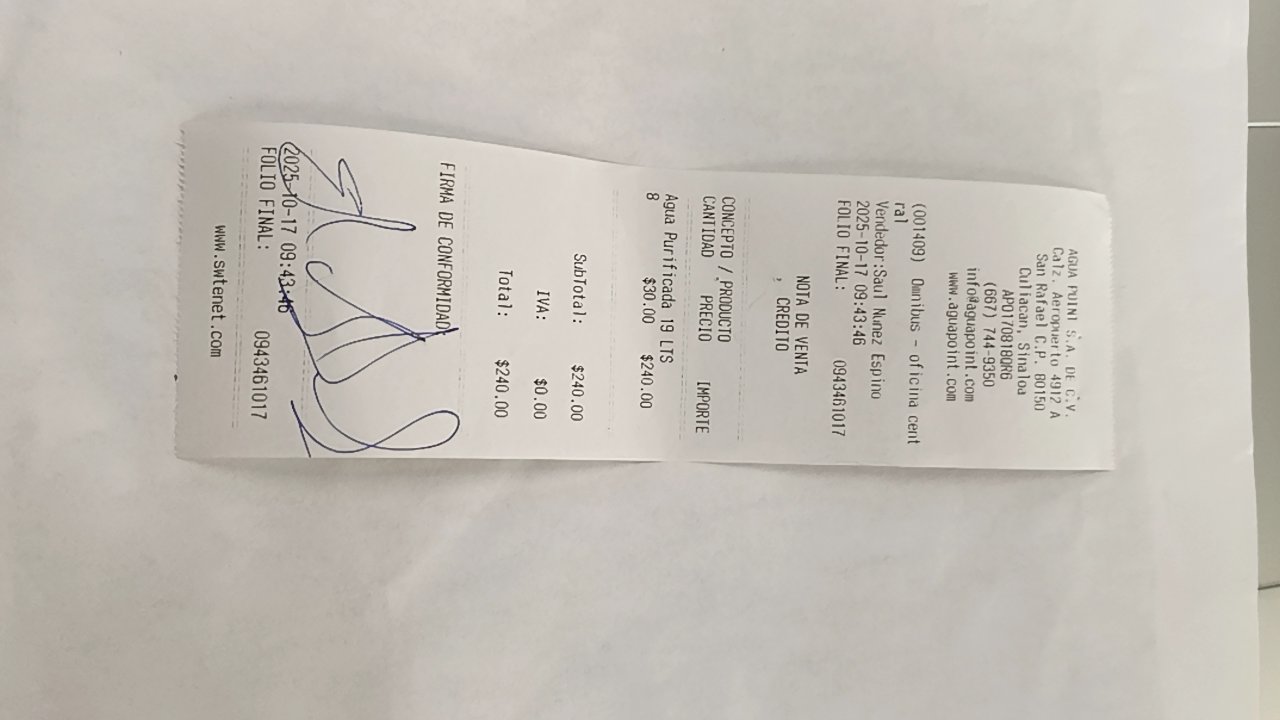 AGUA POINT S.A. DE C.V.
Calz. Aeropuerto 4912 A
San Rafael C.P. 80150
Culiacan, Sinaloa
APO170818QR6
(667) 744-9350
info@aguapoint.com
www.aguapoint.com
(001409) Omnibus - oficina cent
ral
Vendedor:Saul Nunez Espino
2025-10-17 09:43:46
FOLIO FINAL: 0943461017
NOTA DE VENTA
, CREDITO
CONCEPTO / PRODUCTO
CANTIDAD PRECIO IMPORTE
Agua Purificada 19 LTS
8 $30.00 $240.00
SubTotal: $240.00
IVA: $0.00
Total: $240.00
FIRMA DE CONFORMIDAD
2025-10-17 09:43:46
FOLIO FINAL: 0943461017
www.swtenet.com